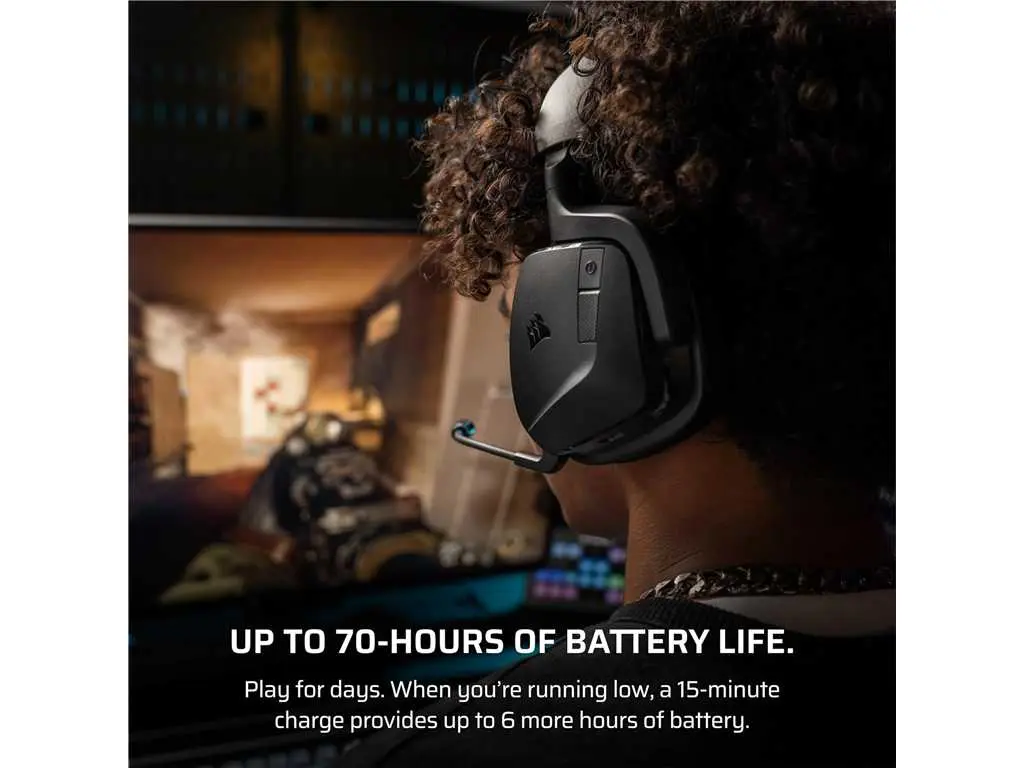 UP TO 70-HOURS OF BATTERY LIFE.
Play for days. When you’re running low, a 15-minute
charge provides up to 6 more hours of battery.